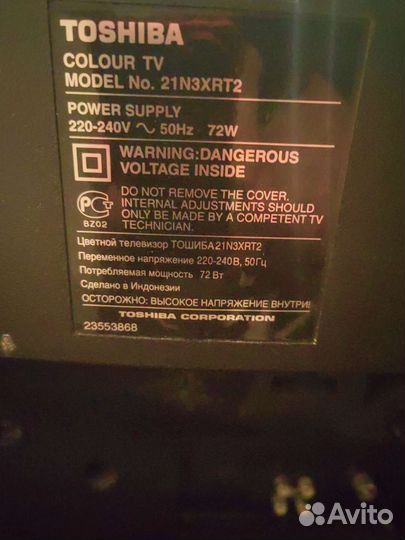 TOSHIBA
COLOUR TV
MODEL No. 21N3XRT2
POWER SUPPLY
220-240V ~ 50Hz 72W
WARNING:DANGEROUS
VOLTAGE INSIDE
DO NOT REMOVE THE COVER.
INTERNAL ADJUSTMENTS SHOULD
ONLY BE MADE BY A COMPETENT TV
TECHNICIAN.
БZ02
Цветной телевизор ТОШИБА21N3XRT2
Переменное напряжение 220-240В, 50Гц
Потребляемая мощность 72 Вт
Сделано в Индонезии
ОСТОРОЖНО: ВЫСОКОЕ НАПРЯЖЕНИЕ ВНУТРИ!
TOSHIBA CORPORATION
23553868
Avito